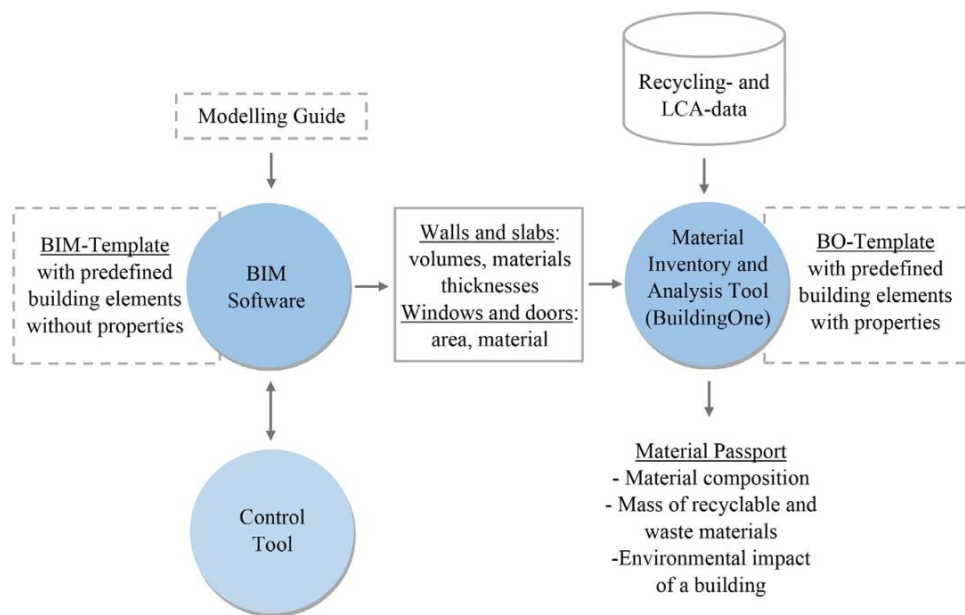 Modelling Guide
Recycling- and
LCA-data
BIM-Template
with predefined
building elements
without properties
BIM
Software
Walls and slabs:
volumes, materials
thicknesses
Windows and doors:
area, material
Material
Inventory and
Analysis Tool
(BuildingOne)
BO-Template
with predefined
building elements
with properties
Control
Tool
Material Passport
- Material composition
- Mass of recyclable and
waste materials
-Environmental impact
of a building